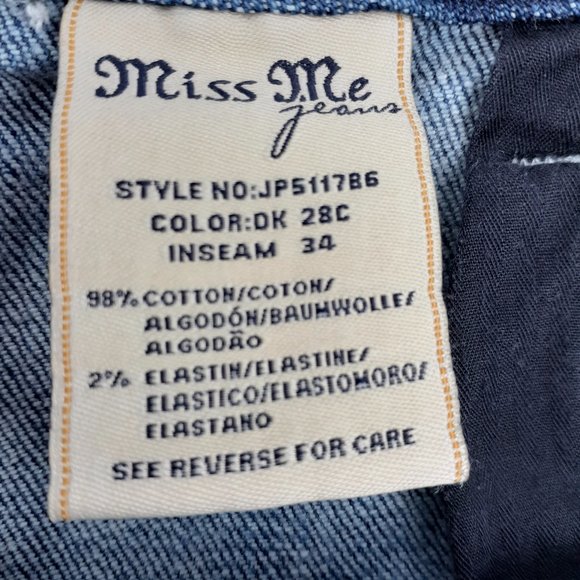 Miss Me
jeans
STYLE NO:JP5117B6
COLOR:DK 28C
INSEAM 34
98% COTTON/COTON/
ALGODÓN/BAUMWOLLE/
ALGODÃO
2% ELASTIN/ELASTINE/
ELASTICO/ELASTOMORO/
ELASTANO
SEE REVERSE FOR CARE